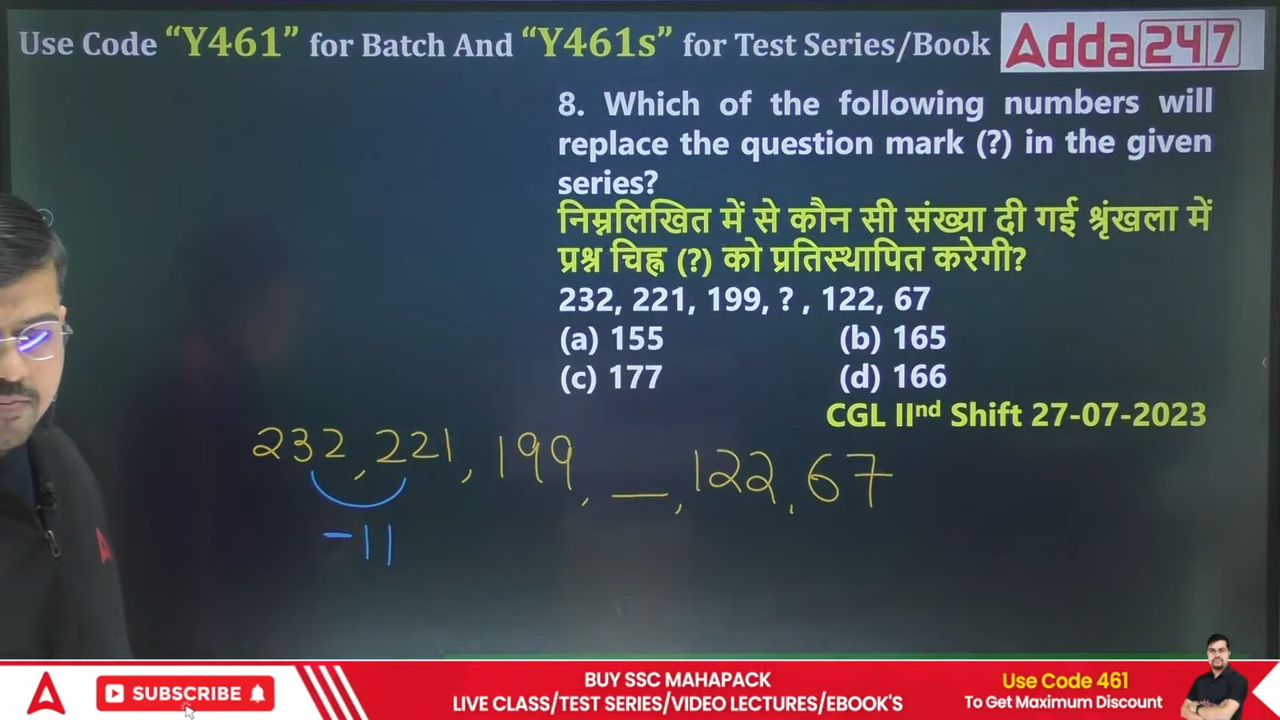 Use Code “Y461” for Batch And “Y461s” for Test Series/Book
Adda247
8. Which of the following numbers will
replace the question mark (?) in the given
series?
निम्नलिखित में से कौन सी संख्या दी गई श्रृंखला में
प्रश्न चिह्न (?) को प्रतिस्थापित करेगी?
232, 221, 199, ? , 122, 67
(a) 155 (b) 165
(c) 177 (d) 166
CGL IInd Shift 27-07-2023
232, 221, 199, __, 122, 67
-11
SUBSCRIBE
BUY SSC MAHAPACK
LIVE CLASS/TEST SERIES/VIDEO LECTURES/EBOOK'S
Use Code 461
To Get Maximum Discount